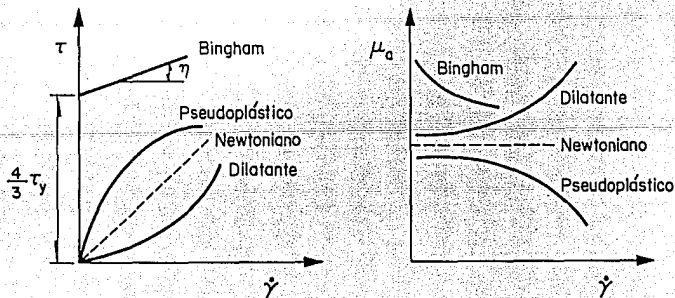 τ
Bingham
η
Pseudoplástico
Newtoniano
Dilatante
4/3 τy
γ̇
μa
Bingham
Dilatante
Newtoniano
Pseudoplástico
γ̇